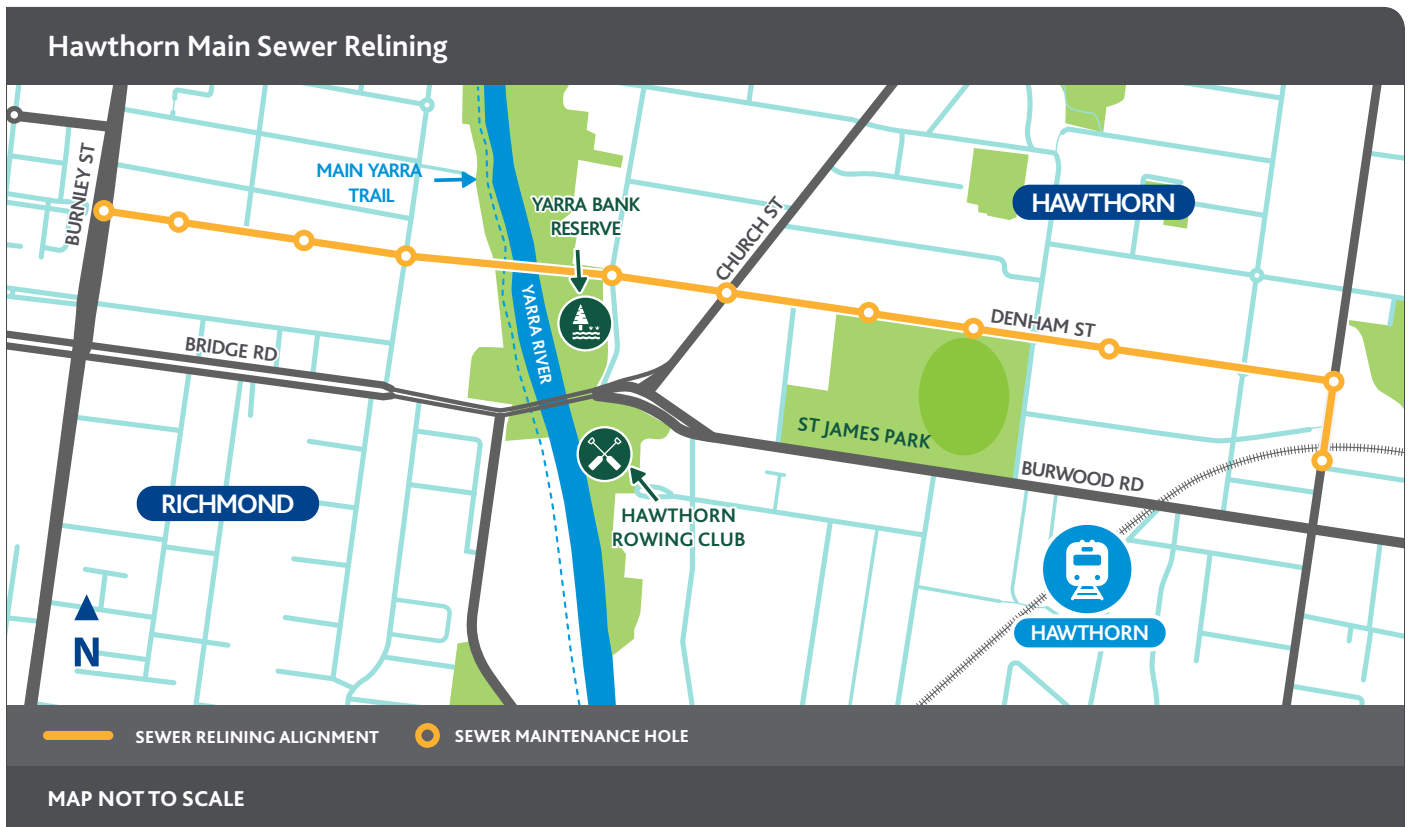 Hawthorn Main Sewer Relining
BURNLEY ST
MAIN YARRA
TRAIL
YARRA BANK
RESERVE
CHURCH ST
HAWTHORN
YARRA RIVER
DENHAM ST
BRIDGE RD
ST JAMES PARK
BURWOOD RD
RICHMOND
HAWTHORN
ROWING CLUB
HAWTHORN
N
SEWER RELINING ALIGNMENT
SEWER MAINTENANCE HOLE
MAP NOT TO SCALE